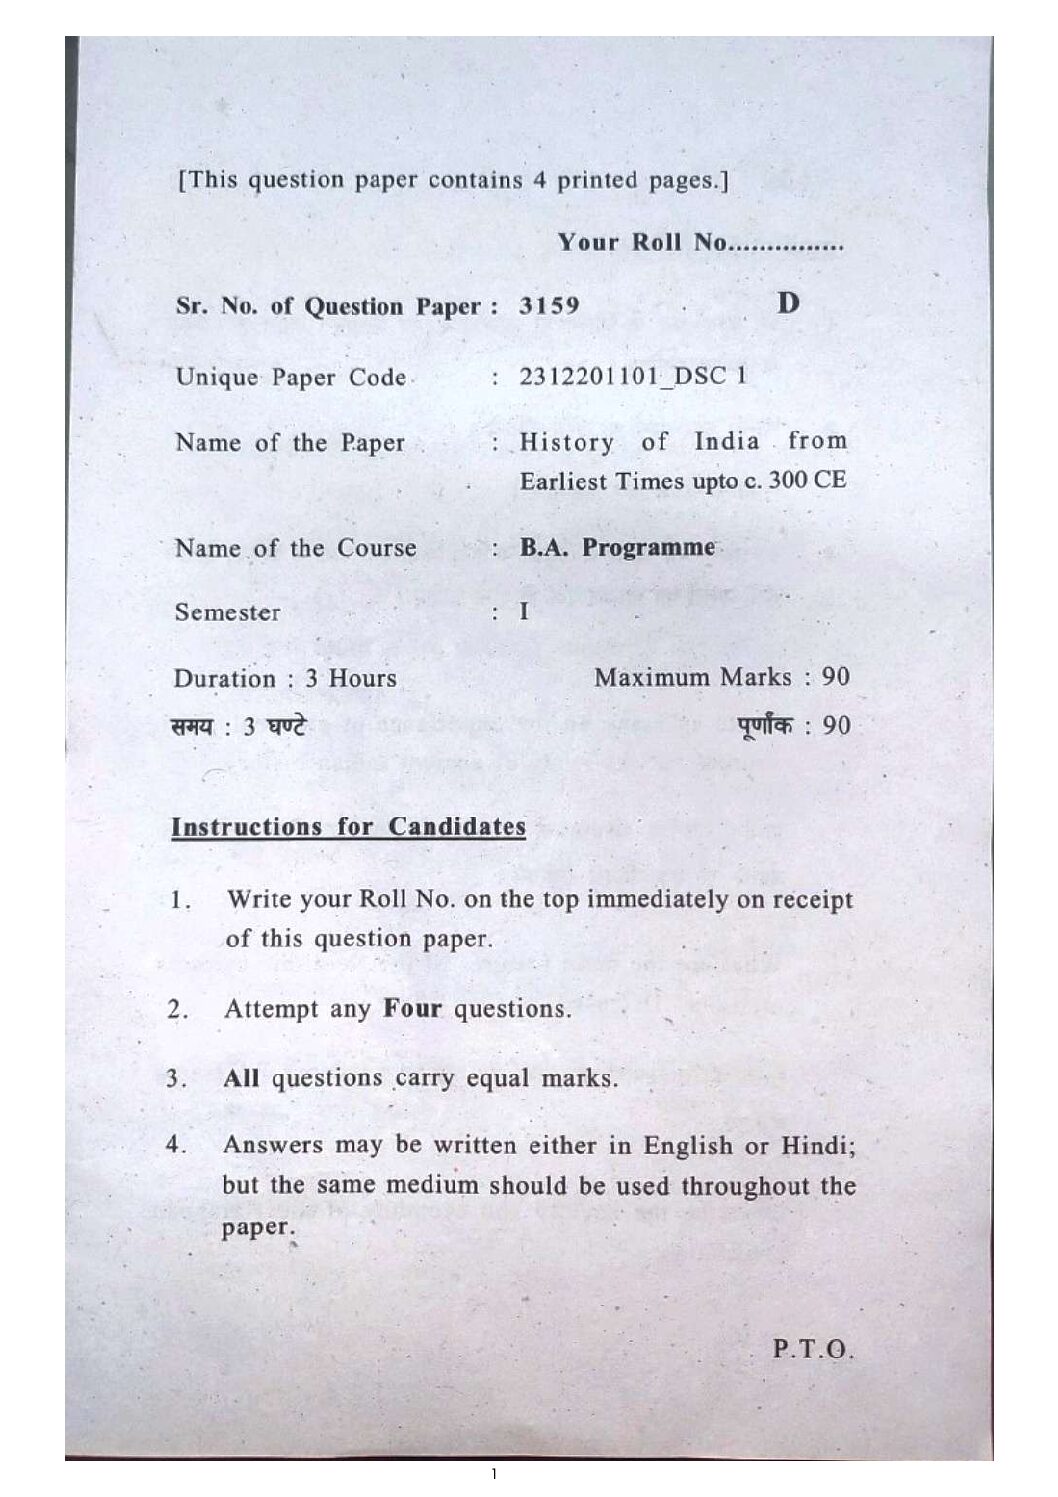 [This question paper contains 4 printed pages.]
Your Roll No...............
Sr. No. of Question Paper : 3159 D
Unique Paper Code : 2312201101_DSC 1
Name of the Paper : History of India from
Earliest Times upto c. 300 CE
Name of the Course : B.A. Programme
Semester : I
Duration : 3 Hours Maximum Marks : 90
समय : 3 घण्टे पूर्णांक : 90
Instructions for Candidates
1. Write your Roll No. on the top immediately on receipt
of this question paper.
2. Attempt any Four questions.
3. All questions carry equal marks.
4. Answers may be written either in English or Hindi;
but the same medium should be used throughout the
paper.
P.T.O.
1